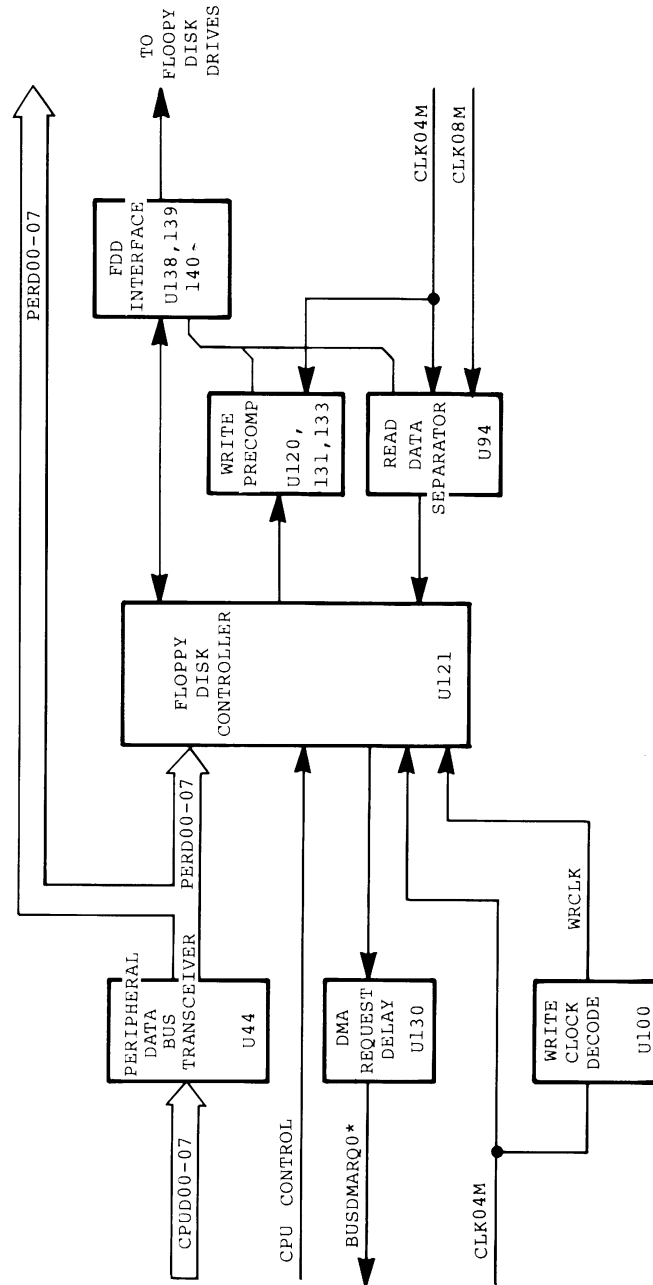 CPUD00-07
PERIPHERAL
DATA
BUS
TRANSCEIVER
U44
PERD00-07
PERD00-07
CPU CONTROL
BUSDMARQ0*
DMA
REQUEST
DELAY
U130
CLK04M
WRITE
CLOCK
DECODE
U100
WRCLK
FLOPPY
DISK
CONTROLLER
U121
WRITE
PRECOMP
U120,
131,133
READ
DATA
SEPARATOR
U94
FDD
INTERFACE
U138,139
140~
TO
FLOOPY
DISK
DRIVES
CLK04M
CLK08M